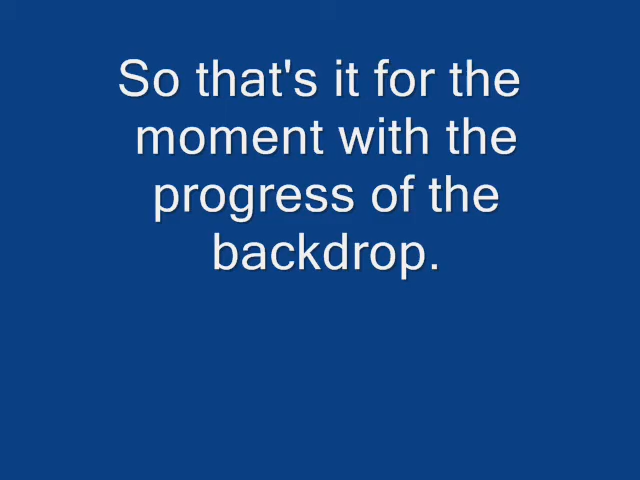 So that's it for the
moment with the
progress of the
backdrop.